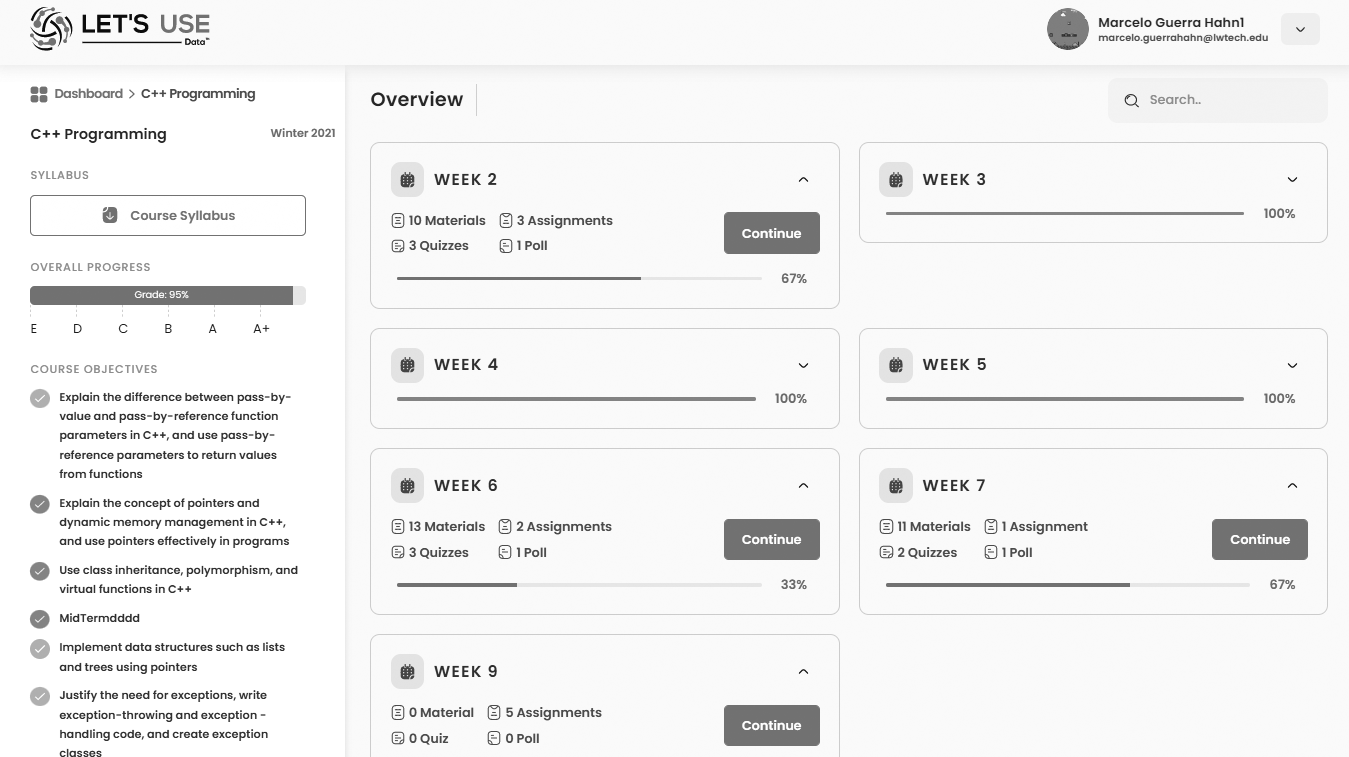 LET'S USE
Data™
Marcelo Guerra Hahn1
marcelo.guerrahahn@lwtech.edu
Dashboard > C++ Programming
C++ Programming
Winter 2021
SYLLABUS
Course Syllabus
OVERALL PROGRESS
Grade: 95%
E D C B A A+
COURSE OBJECTIVES
Explain the difference between pass-by-
value and pass-by-reference function
parameters in C++, and use pass-by-
reference parameters to return values
from functions
Explain the concept of pointers and
dynamic memory management in C++,
and use pointers effectively in programs
Use class inheritance, polymorphism, and
virtual functions in C++
MidTermdddd
Implement data structures such as lists
and trees using pointers
Justify the need for exceptions, write
exception-throwing and exception -
handling code, and create exception
classes
Overview
Search..
WEEK 2
10 Materials 3 Assignments
3 Quizzes 1 Poll
Continue
67%
WEEK 3
100%
WEEK 4
100%
WEEK 5
100%
WEEK 6
13 Materials 2 Assignments
3 Quizzes 1 Poll
Continue
33%
WEEK 7
11 Materials 1 Assignment
2 Quizzes 1 Poll
Continue
67%
WEEK 9
0 Material 5 Assignments
0 Quiz 0 Poll
Continue